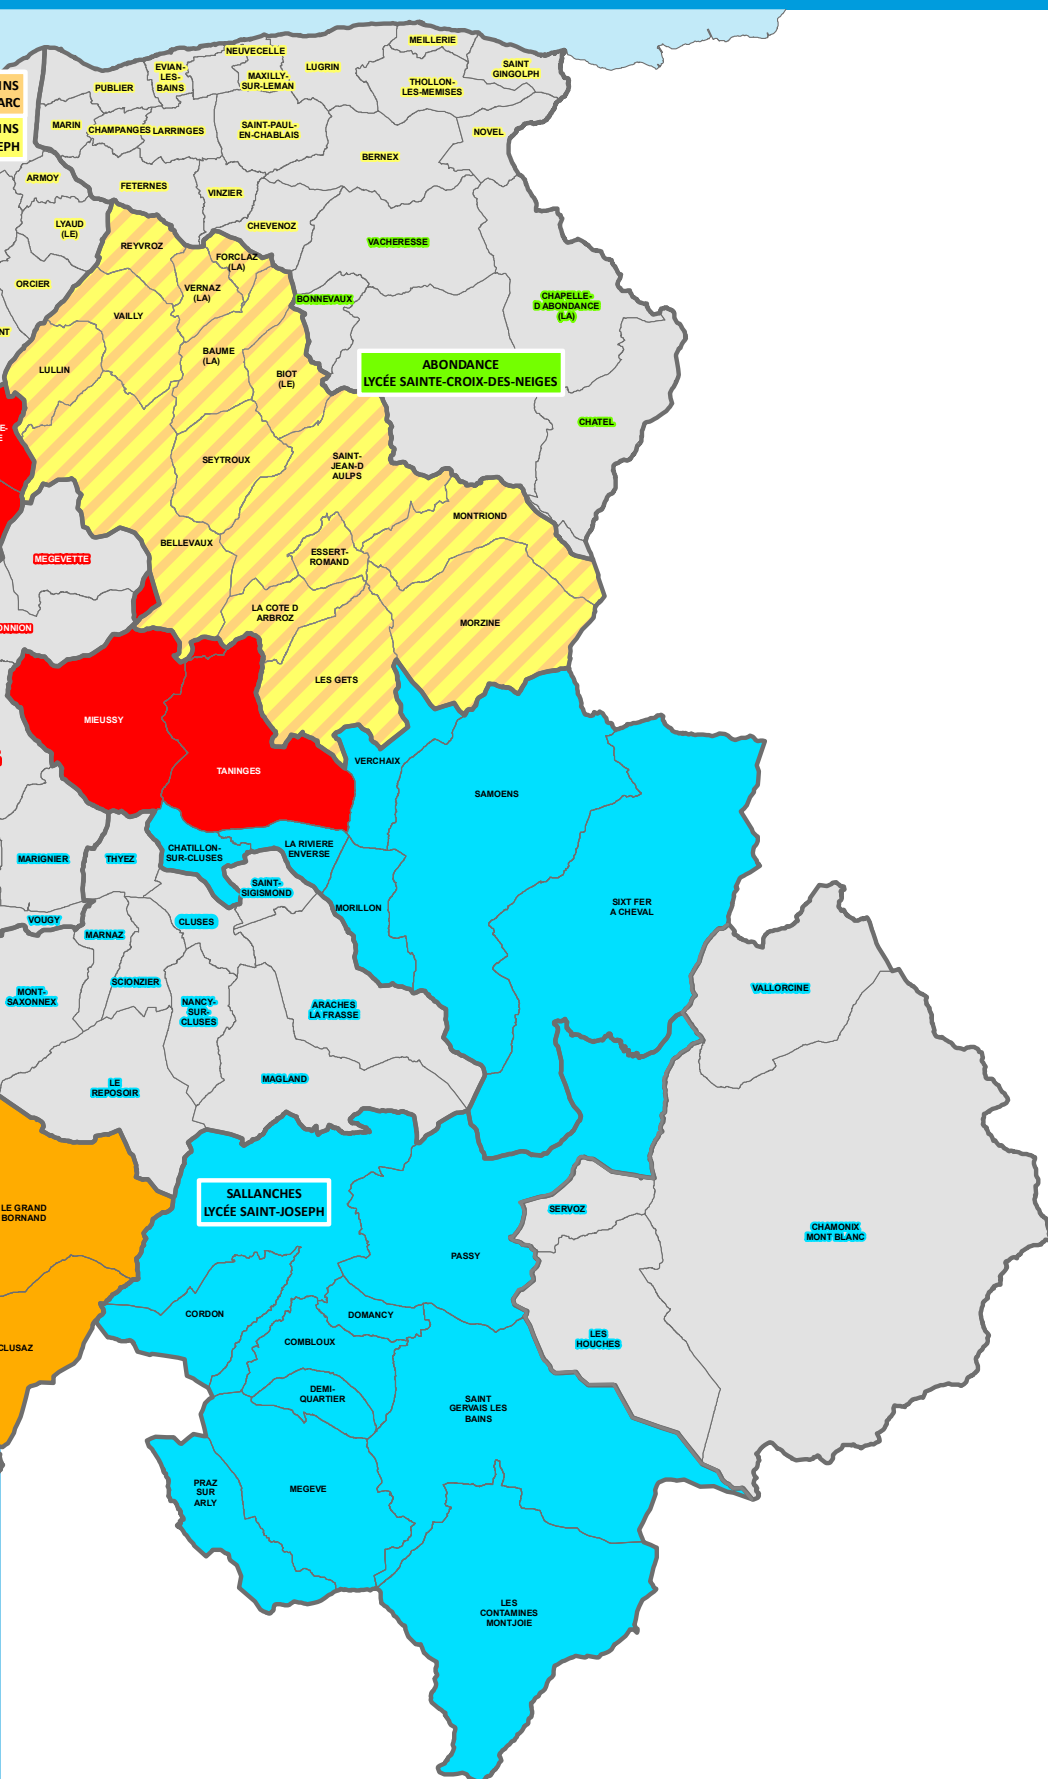 MEILLERIE
NEUVECELLE
EVIAN-
LES-
BAINS
LUGRIN
SAINT
GINGOLPH
PUBLIER
MAXILLY-
SUR-LEMAN
THOLLON-
LES-MEMISES
INS
ARC
INS
EPH
MARIN
CHAMPANGES
LARRINGES
SAINT-PAUL-
EN-CHABLAIS
NOVEL
BERNEX
ARMOY
FETERNES
VINZIER
LYAUD
(LE)
CHEVENOZ
REYVROZ
VACHERESSE
FORCLAZ
(LA)
ORCIER
VERNAZ
(LA)
BONNEVAUX
CHAPELLE-
D ABONDANCE
(LA)
VAILLY
NT
BAUME
(LA)
LULLIN
BIOT
(LE)
ABONDANCE
LYCÉE SAINTE-CROIX-DES-NEIGES
CHATEL
E-
E
SEYTROUX
SAINT-
JEAN-D
AULPS
MONTRIOND
BELLEVAUX
MEGEVETTE
ESSERT-
ROMAND
LA COTE D
ARBROZ
MORZINE
ONNION
LES GETS
MIEUSSY
TANINGES
VERCHAIX
SAMOENS
MARIGNIER
THYEZ
CHATILLON-
SUR-CLUSES
LA RIVIERE
ENVERSE
SAINT-
SIGISMOND
MORILLON
SIXT FER
A CHEVAL
VOUGY
CLUSES
MARNAZ
SCIONZIER
MONT-
SAXONNEX
NANCY-
SUR-
CLUSES
ARACHES
LA FRASSE
VALLORCINE
LE
REPOSOIR
MAGLAND
SALLANCHES
LYCÉE SAINT-JOSEPH
LE GRAND
BORNAND
SERVOZ
CHAMONIX
MONT BLANC
PASSY
CORDON
DOMANCY
COMBLOUX
LES
HOUCHES
CLUSAZ
DEMI-
QUARTIER
SAINT
GERVAIS LES
BAINS
PRAZ
SUR
ARLY
MEGEVE
LES
CONTAMINES
MONTJOIE